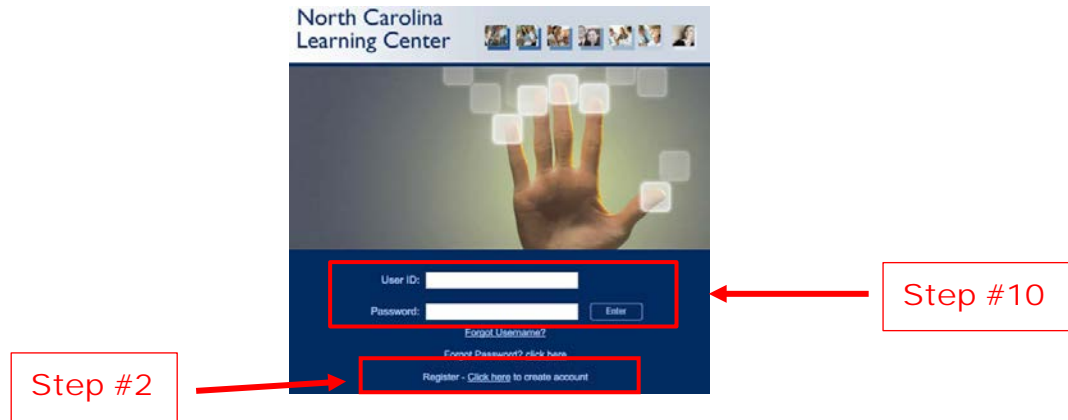 North Carolina
Learning Center
User ID:
Password:
Enter
Forgot Username?
Forgot Password? click here
Register - Click here to create account
Step #10
Step #2